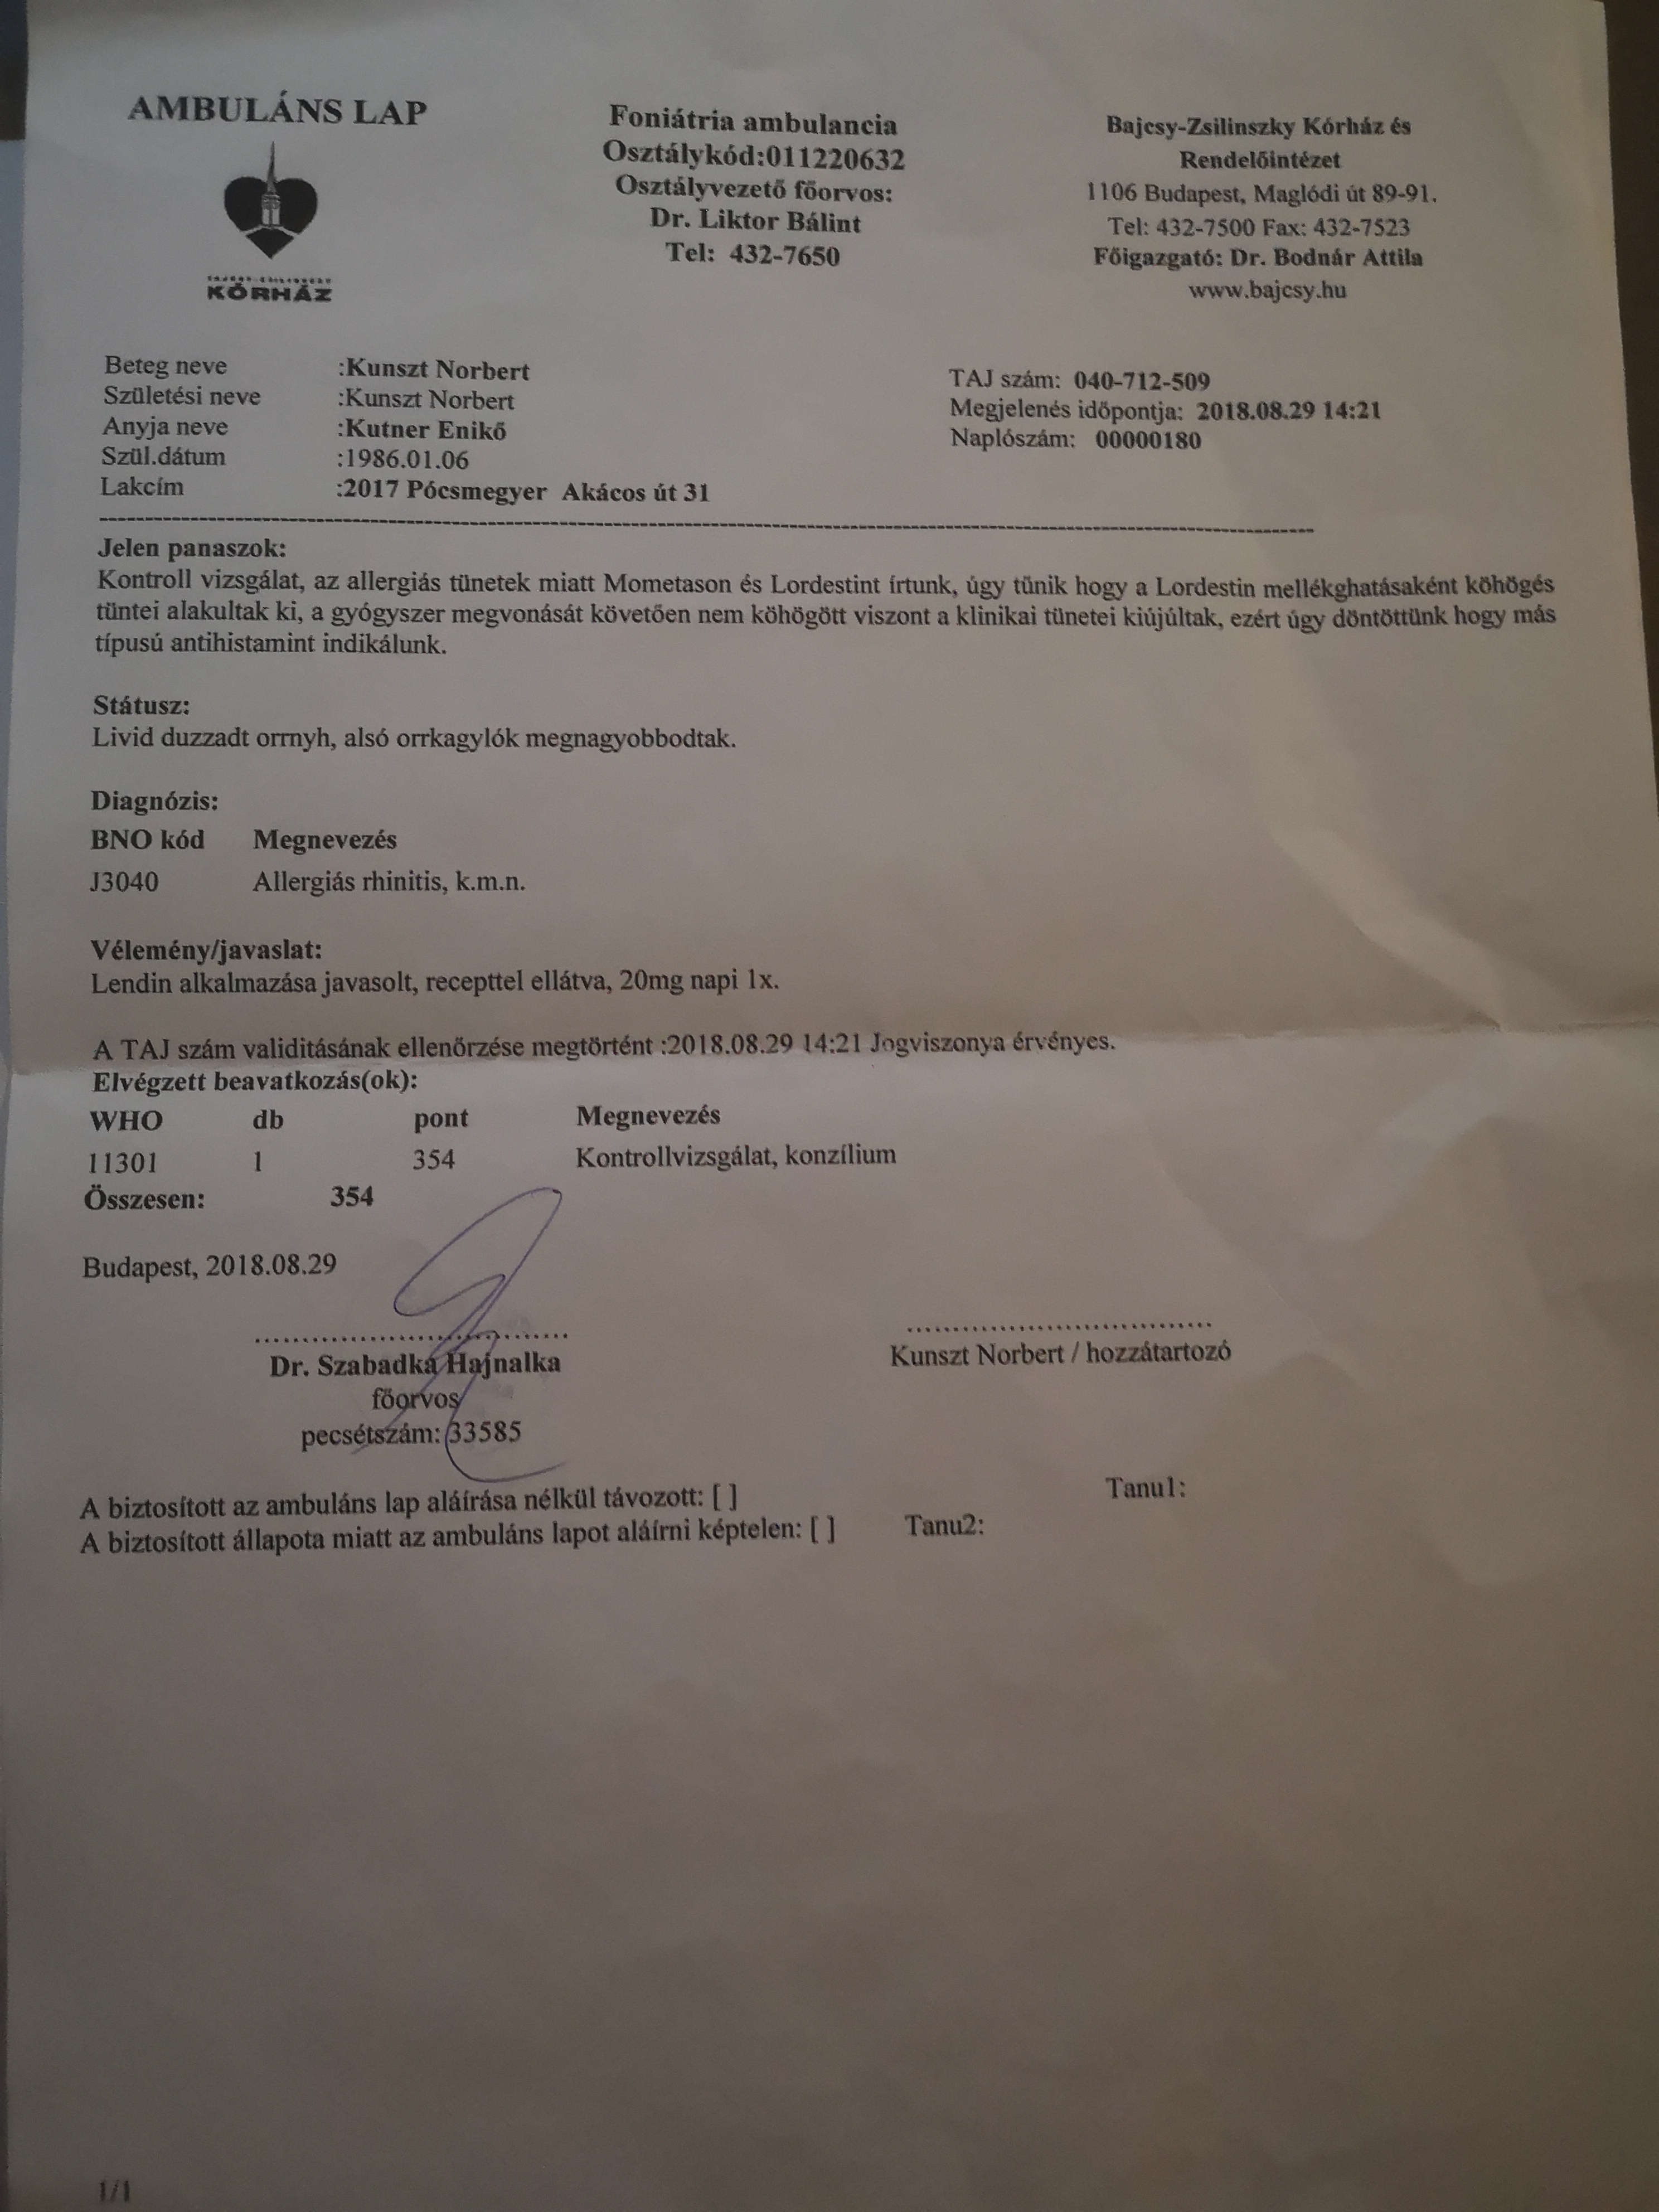 AMBULÁNS LAP
KÓRHÁZ
Foniátria ambulancia
Osztálykód:011220632
Osztályvezető főorvos:
Dr. Liktor Bálint
Tel: 432-7650
Bajcsy-Zsilinszky Kórház és
Rendelőintézet
1106 Budapest, Maglódi út 89-91.
Tel: 432-7500 Fax: 432-7523
Főigazgató: Dr. Bodnár Attila
www.bajcsy.hu
Beteg neve :Kunszt Norbert
Születési neve :Kunszt Norbert
Anyja neve :Kutner Enikő
Szül.dátum :1986.01.06
Lakcím :2017 Pócsmegyer Akácos út 31
TAJ szám: 040-712-509
Megjelenés időpontja: 2018.08.29 14:21
Naplószám: 00000180
Jelen panaszok:
Kontroll vizsgálat, az allergiás tünetek miatt Mometason és Lordestint írtunk, úgy tűnik hogy a Lordestin mellékghatásaként köhögés
tüntei alakultak ki, a gyógyszer megvonását követően nem köhögött viszont a klinikai tünetei kiújúltak, ezért úgy döntöttünk hogy más
típusú antihistamint indikálunk.
Státusz:
Livid duzzadt orrnyh, alsó orrkagylók megnagyobbodtak.
Diagnózis:
BNO kód Megnevezés
J3040 Allergiás rhinitis, k.m.n.
Vélemény/javaslat:
Lendin alkalmazása javasolt, recepttel ellátva, 20mg napi 1x.
A TAJ szám validitásának ellenőrzése megtörtént :2018.08.29 14:21 Jogviszonya érvényes.
Elvégzett beavatkozás(ok):
WHO db pont Megnevezés
11301 1 354 Kontrollvizsgálat, konzílium
Összesen: 354
Budapest, 2018.08.29
Dr. Szabadka Hajnalka
főorvos
pecsétszám: 33585
Kunszt Norbert / hozzátartozó
A biztosított az ambuláns lap aláírása nélkül távozott: [ ] Tanu1:
A biztosított állapota miatt az ambuláns lapot aláírni képtelen: [ ] Tanu2:
1/1